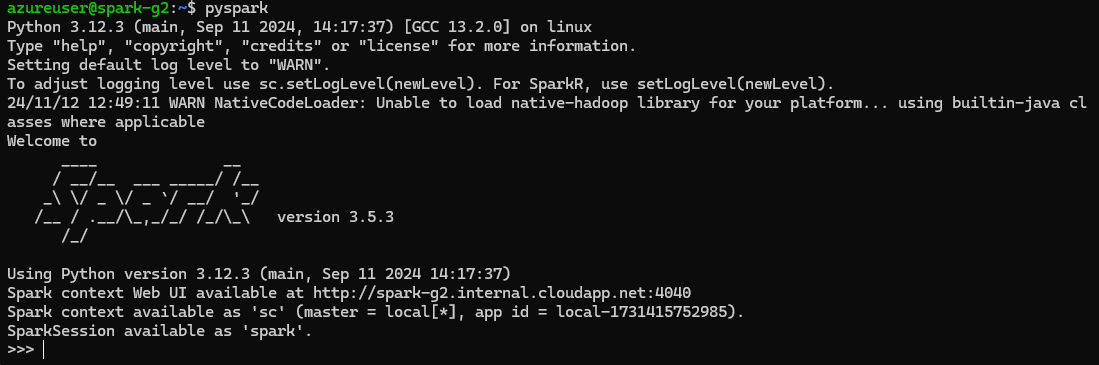 azureuser@spark-g2:~$ pyspark
Python 3.12.3 (main, Sep 11 2024, 14:17:37) [GCC 13.2.0] on linux
Type "help", "copyright", "credits" or "license" for more information.
Setting default log level to "WARN".
To adjust logging level use sc.setLogLevel(newLevel). For SparkR, use setLogLevel(newLevel).
24/11/12 12:49:11 WARN NativeCodeLoader: Unable to load native-hadoop library for your platform... using builtin-java cl
asses where applicable
Welcome to
      ____              __
     / __/__  ___ _____/ /__
    _\ \/ _ \/ _ `/ __/  '_/
   /__ / .__/\_,_/_/ /_/\_\   version 3.5.3
      /_/
Using Python version 3.12.3 (main, Sep 11 2024 14:17:37)
Spark context Web UI available at http://spark-g2.internal.cloudapp.net:4040
Spark context available as 'sc' (master = local[*], app id = local-1731415752985).
SparkSession available as 'spark'.
>>>